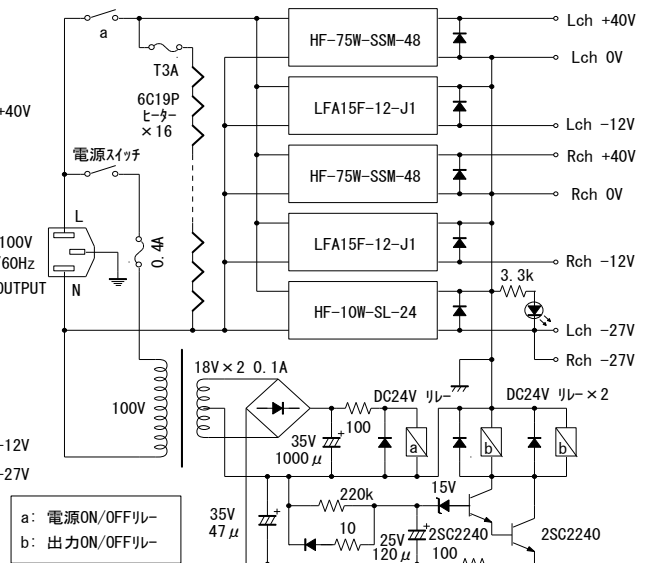 a
HF-75W-SSM-48
Lch +40V
Lch 0V
T3A
6C19P
ヒーター
×16
LFA15F-12-J1
+40V
Lch -12V
電源スイッチ
HF-75W-SSM-48
Rch +40V
Rch 0V
L
100V
/60Hz
OUTPUT
N
0.4A
LFA15F-12-J1
Rch -12V
3.3k
HF-10W-SL-24
Lch -27V
Rch -27V
18V×2 0.1A
100V
DC24V リレー
DC24V リレー×2
100
35V
1000μ
+
a
b
b
-12V
-27V
220k
15V
35V
47μ
+
10
25V
120μ
+
2SC2240
100
2SC2240
a: 電源ON/OFFリレー
b: 出力ON/OFFリレー